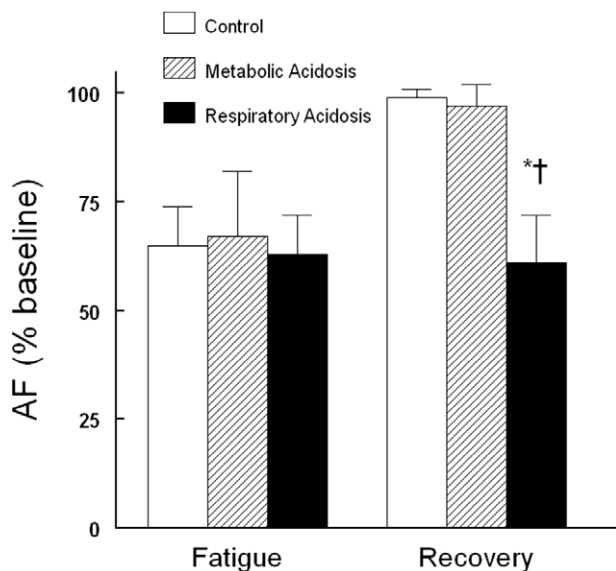 Control
Metabolic Acidosis
Respiratory Acidosis
AF (% baseline)
100
75
50
25
0
*†
Fatigue
Recovery